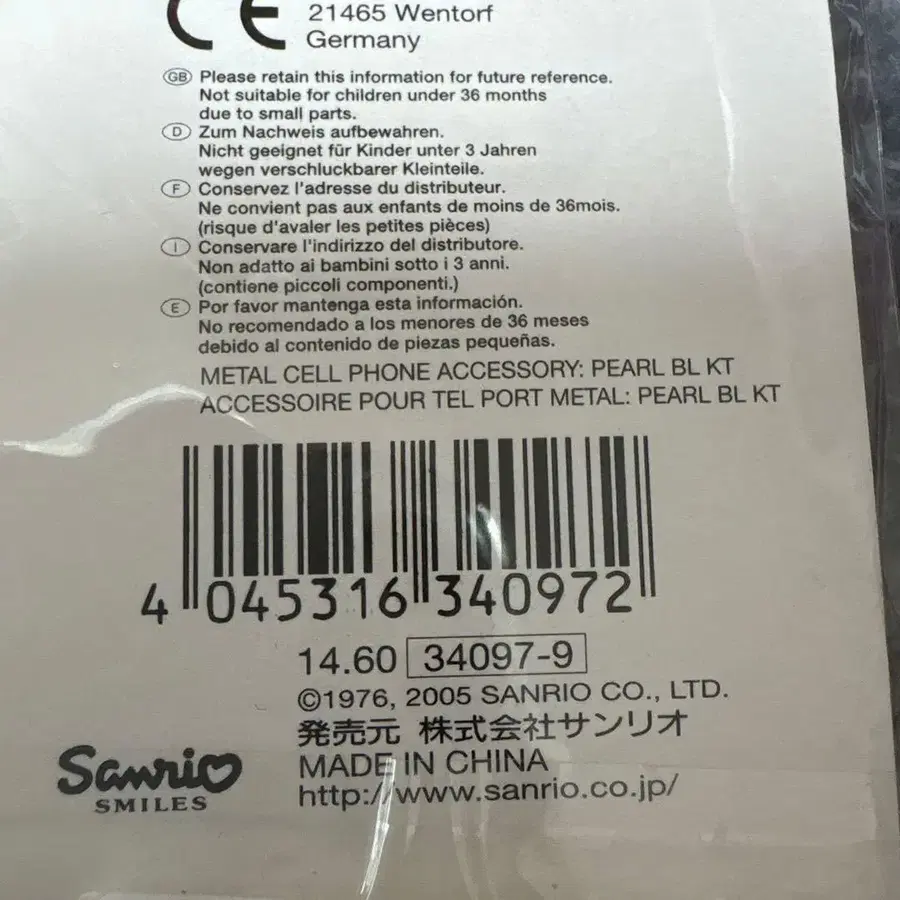 CE 21465 Wentorf
Germany
GB Please retain this information for future reference.
Not suitable for children under 36 months
due to small parts.
D Zum Nachweis aufbewahren.
Nicht geeignet für Kinder unter 3 Jahren
wegen verschluckbarer Kleinteile.
F Conservez l'adresse du distributeur.
Ne convient pas aux enfants de moins de 36mois.
(risque d'avaler les petites pièces)
I Conservare l'indirizzo del distributore.
Non adatto ai bambini sotto i 3 anni.
(contiene piccoli componenti.)
E Por favor mantenga esta información.
No recomendado a los menores de 36 meses
debido al contenido de piezas pequeñas.
METAL CELL PHONE ACCESSORY: PEARL BL KT
ACCESSOIRE POUR TEL PORT METAL: PEARL BL KT
4 045316 340972
14.60 34097-9
©1976, 2005 SANRIO CO., LTD.
発売元 株式会社サンリオ
MADE IN CHINA
http://www.sanrio.co.jp/
Sanrio
SMILES